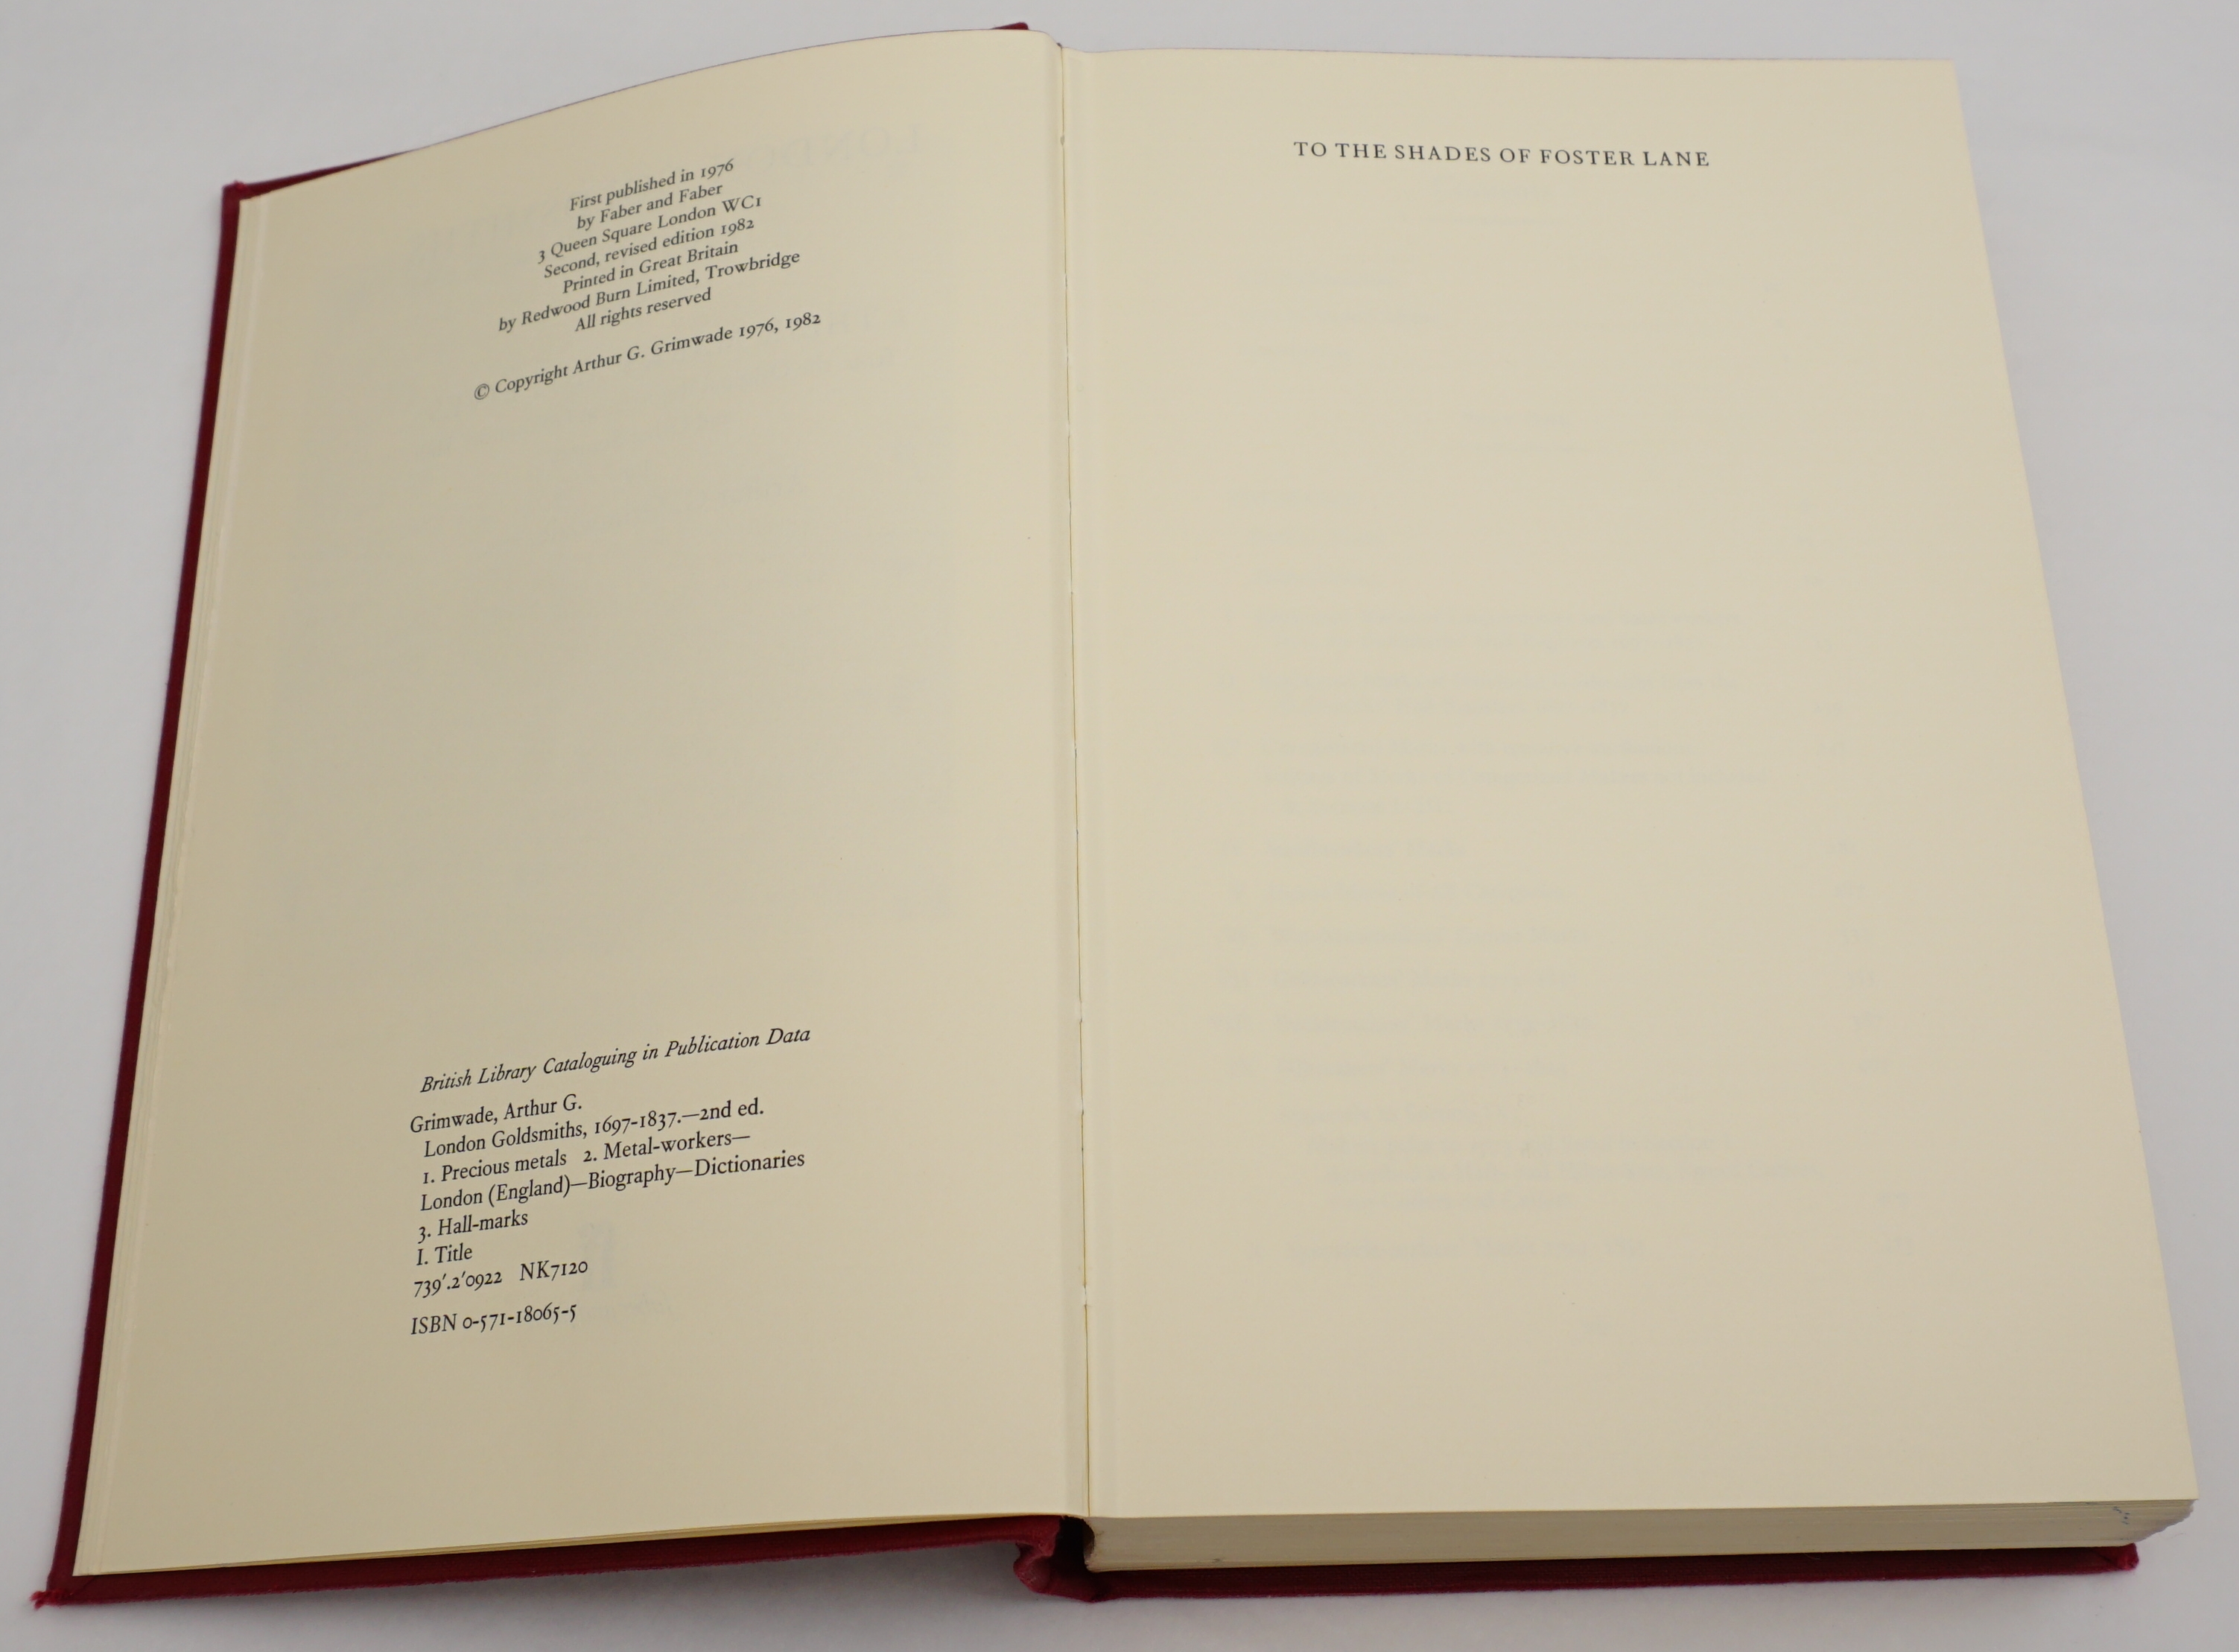 First published in 1976
by Faber and Faber
3 Queen Square London WC1
Second, revised edition 1982
Printed in Great Britain
by Redwood Burn Limited, Trowbridge
All rights reserved
© Copyright Arthur G. Grimwade 1976, 1982
British Library Cataloguing in Publication Data
Grimwade, Arthur G.
London Goldsmiths, 1697-1837.—2nd ed.
1. Precious metals 2. Metal-workers—
London (England)—Biography—Dictionaries
3. Hall-marks
I. Title
739'.2'0922 NK7120
ISBN 0-571-18065-5
TO THE SHADES OF FOSTER LANE